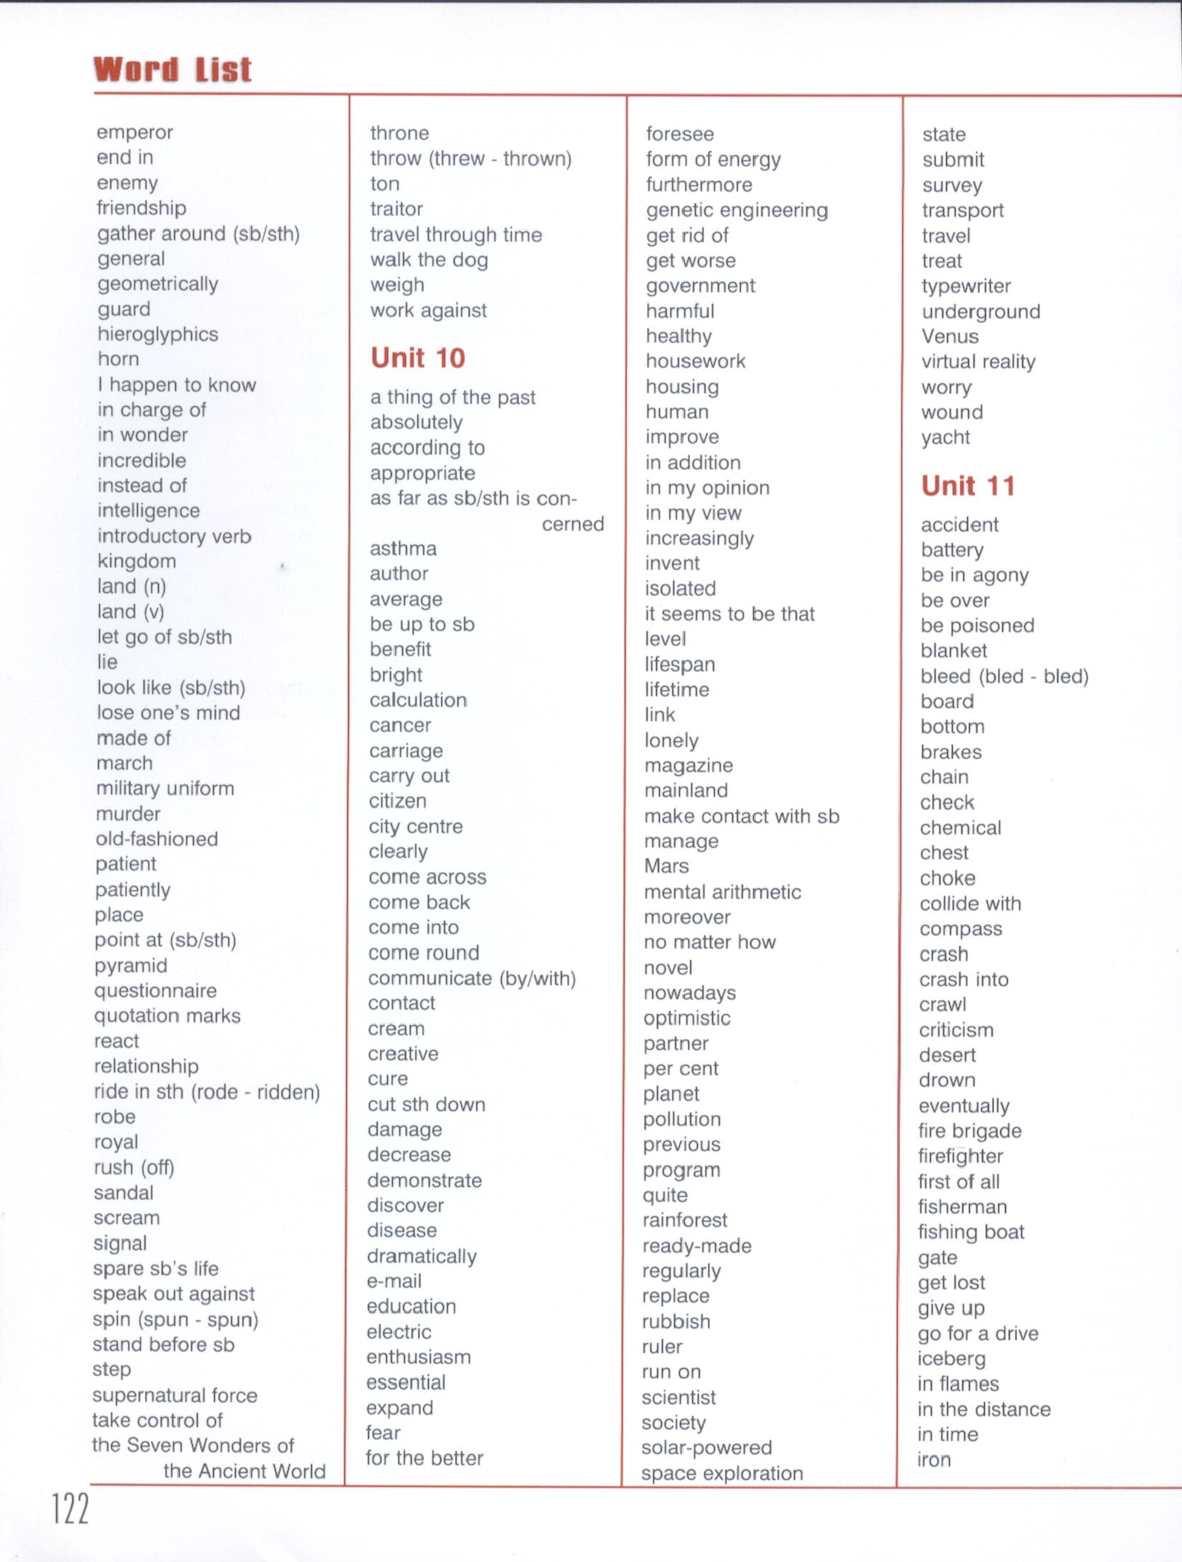 Word List
emperor
end in
enemy
friendship
gather around (sb/sth)
general
geometrically
guard
hieroglyphics
horn
I happen to know
in charge of
in wonder
incredible
instead of
intelligence
introductory verb
kingdom
land (n)
land (v)
let go of sb/sth
lie
look like (sb/sth)
lose one's mind
made of
march
military uniform
murder
old-fashioned
patient
patiently
place
point at (sb/sth)
pyramid
questionnaire
quotation marks
react
relationship
ride in sth (rode - ridden)
robe
royal
rush (off)
sandal
scream
signal
spare sb's life
speak out against
spin (spun - spun)
stand before sb
step
supernatural force
take control of
the Seven Wonders of
the Ancient World
throne
throw (threw - thrown)
ton
traitor
travel through time
walk the dog
weigh
work against
Unit 10
a thing of the past
absolutely
according to
appropriate
as far as sb/sth is con-
cerned
asthma
author
average
be up to sb
benefit
bright
calculation
cancer
carriage
carry out
citizen
city centre
clearly
come across
come back
come into
come round
communicate (by/with)
contact
cream
creative
cure
cut sth down
damage
decrease
demonstrate
discover
disease
dramatically
e-mail
education
electric
enthusiasm
essential
expand
fear
for the better
foresee
form of energy
furthermore
genetic engineering
get rid of
get worse
government
harmful
healthy
housework
housing
human
improve
in addition
in my opinion
in my view
increasingly
invent
isolated
it seems to be that
level
lifespan
lifetime
link
lonely
magazine
mainland
make contact with sb
manage
Mars
mental arithmetic
moreover
no matter how
novel
nowadays
optimistic
partner
per cent
planet
pollution
previous
program
quite
rainforest
ready-made
regularly
replace
rubbish
ruler
run on
scientist
society
solar-powered
space exploration
state
submit
survey
transport
travel
treat
typewriter
underground
Venus
virtual reality
worry
wound
yacht
Unit 11
accident
battery
be in agony
be over
be poisoned
blanket
bleed (bled - bled)
board
bottom
brakes
chain
check
chemical
chest
choke
collide with
compass
crash
crash into
crawl
criticism
desert
drown
eventually
fire brigade
firefighter
first of all
fisherman
fishing boat
gate
get lost
give up
go for a drive
iceberg
in flames
in the distance
in time
iron
122